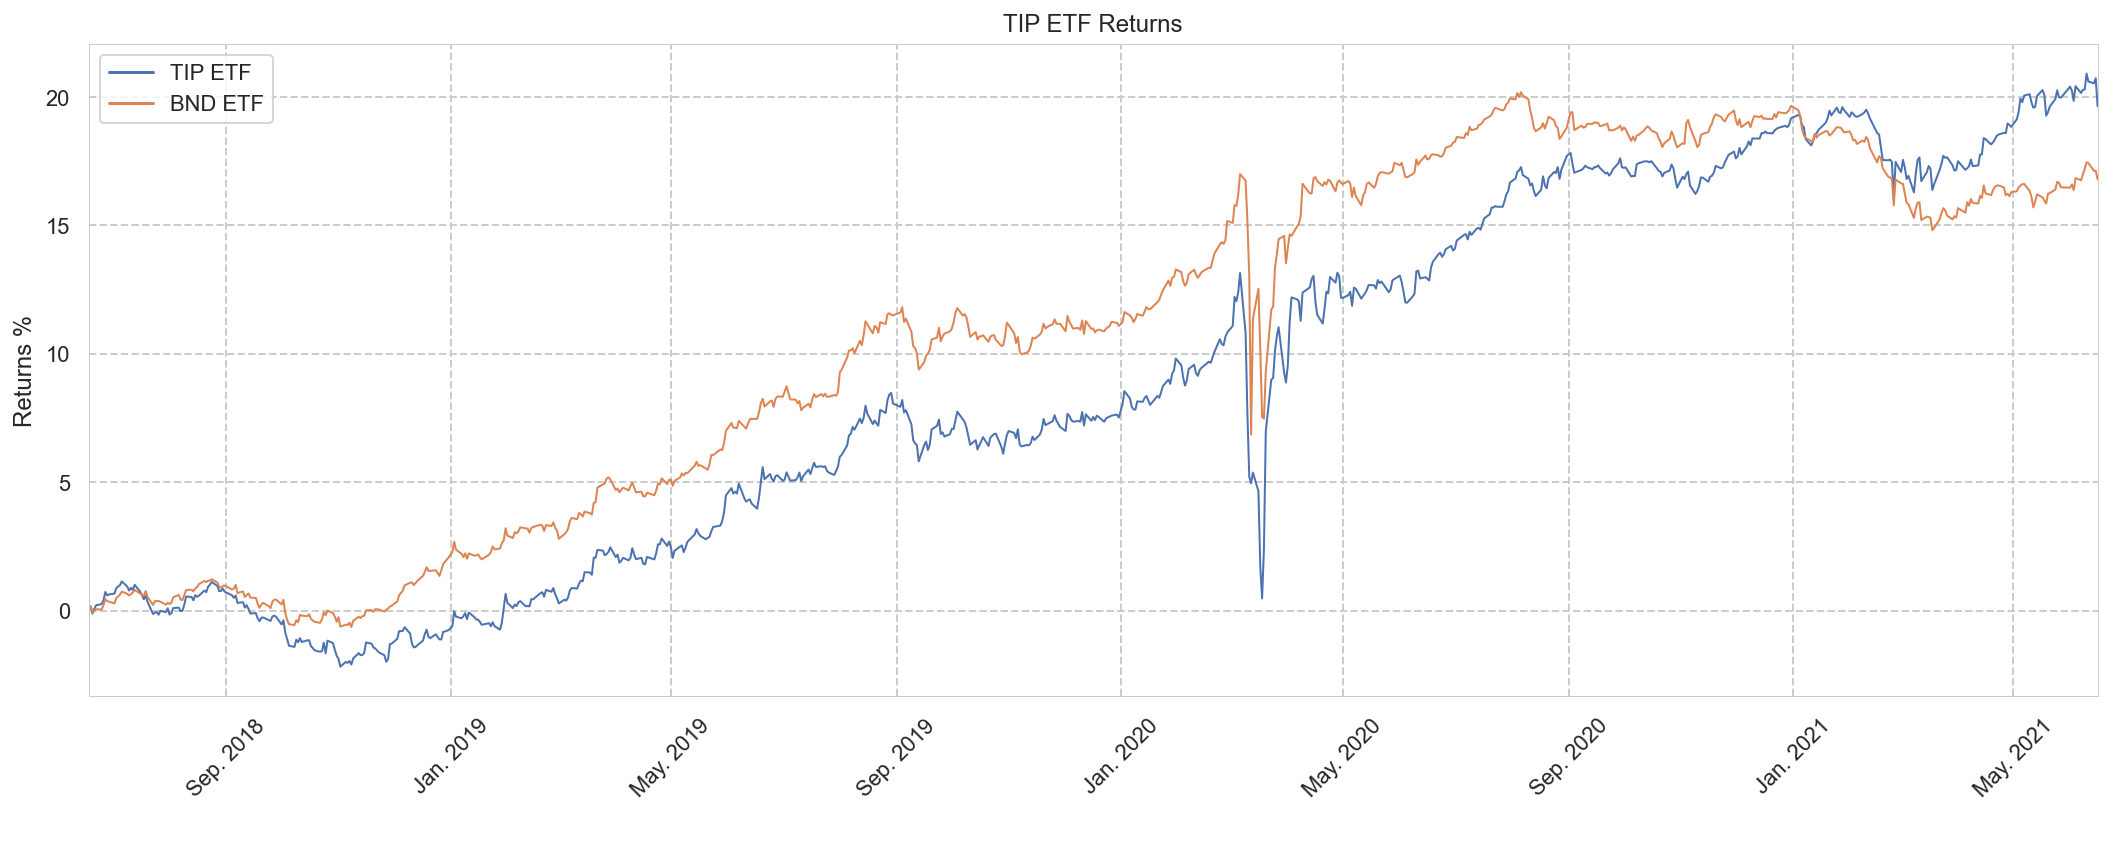 TIP ETF Returns
TIP ETF
BND ETF
Returns %
20
15
10
5
0
Sep. 2018
Jan. 2019
May. 2019
Sep. 2019
Jan. 2020
May. 2020
Sep. 2020
Jan. 2021
May. 2021